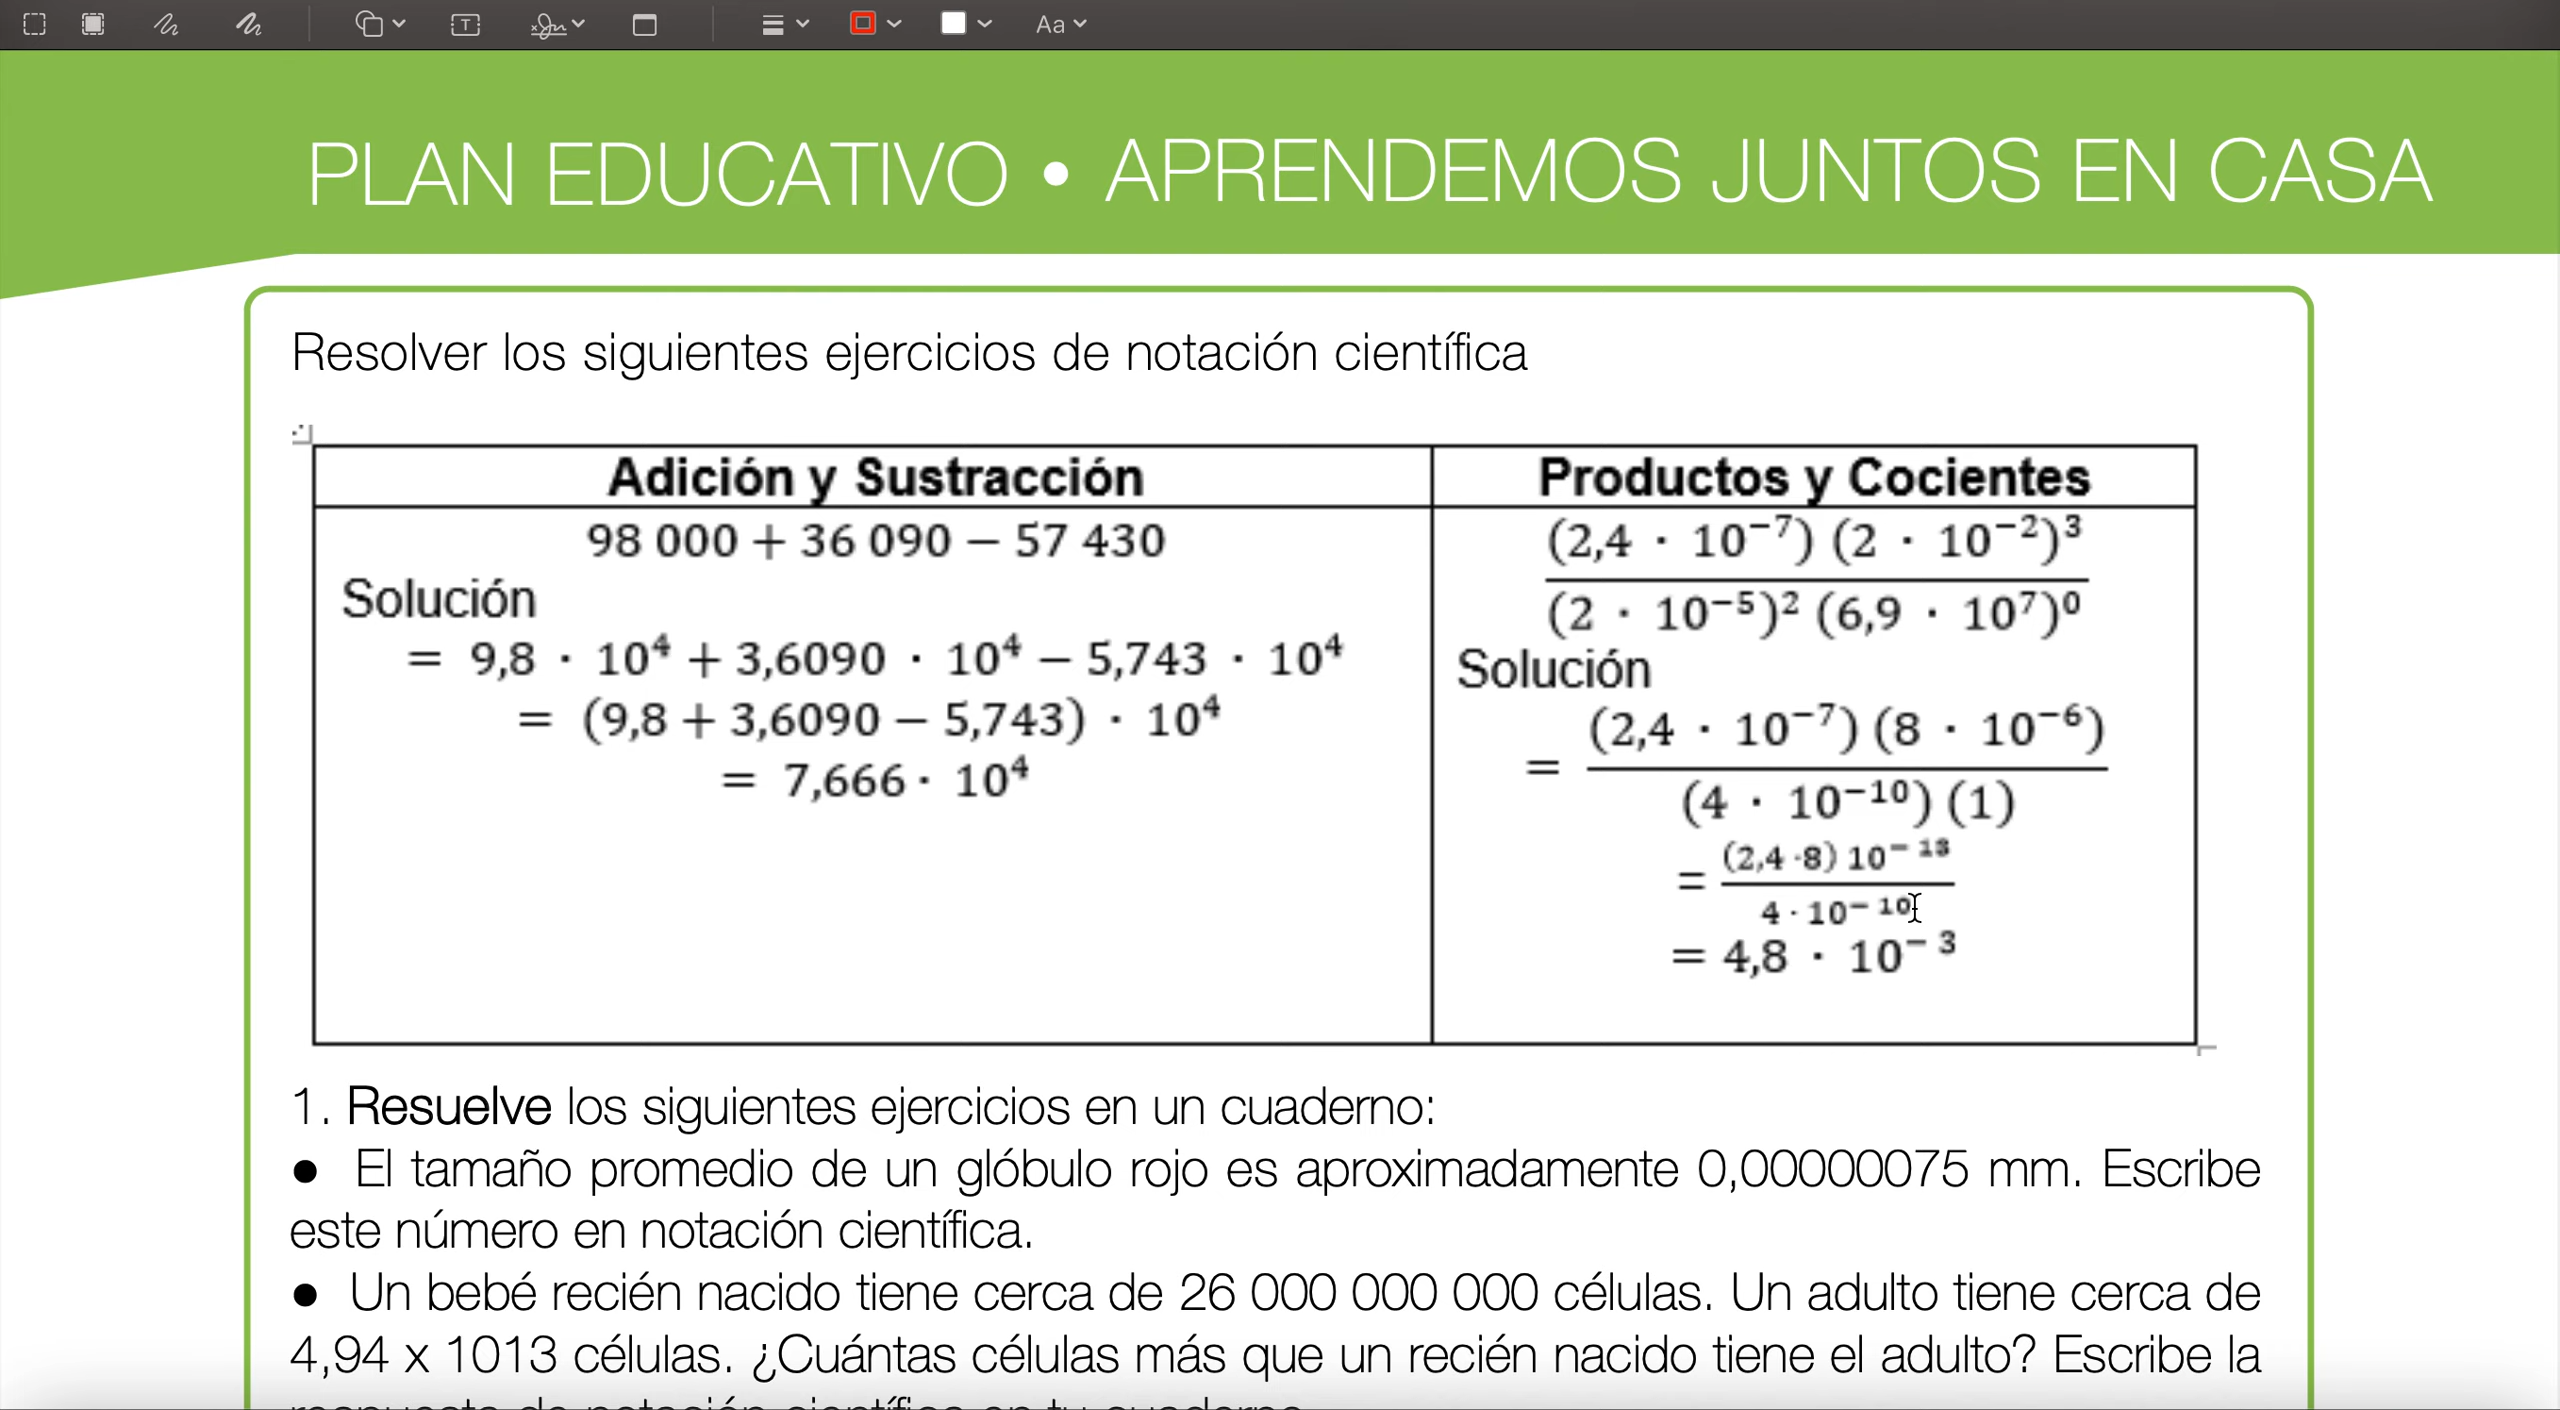 PLAN EDUCATIVO • APRENDEMOS JUNTOS EN CASA
Resolver los siguientes ejercicios de notación científica
Adición y Sustracción
98 000 + 36 090 − 57 430
Solución
= 9,8 · 10⁴ + 3,6090 · 10⁴ − 5,743 · 10⁴
= (9,8 + 3,6090 − 5,743) · 10⁴
= 7,666 · 10⁴
Productos y Cocientes
(2,4 · 10⁻⁷) (2 · 10⁻²)³
(2 · 10⁻⁵)² (6,9 · 10⁷)⁰
Solución
= (2,4 · 10⁻⁷) (8 · 10⁻⁶)
(4 · 10⁻¹⁰) (1)
= (2,4 ·8) 10⁻ ¹³
4 · 10⁻ ¹⁰
= 4,8 · 10⁻ ³
1. Resuelve los siguientes ejercicios en un cuaderno:
● El tamaño promedio de un glóbulo rojo es aproximadamente 0,00000075 mm. Escribe
este número en notación científica.
● Un bebé recién nacido tiene cerca de 26 000 000 000 células. Un adulto tiene cerca de
4,94 x 1013 células. ¿Cuántas células más que un recién nacido tiene el adulto? Escribe la
respuesta de notación científica en tu cuaderno.
T
Aa